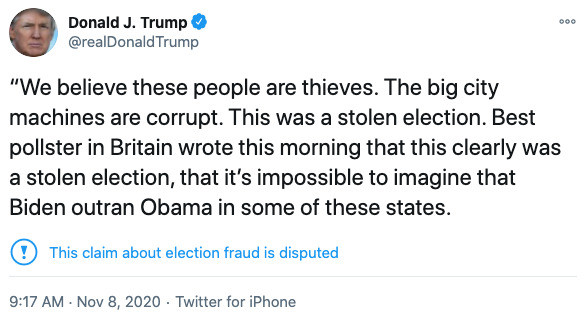 Donald J. Trump
@realDonaldTrump
“We believe these people are thieves. The big city
machines are corrupt. This was a stolen election. Best
pollster in Britain wrote this morning that this clearly was
a stolen election, that it’s impossible to imagine that
Biden outran Obama in some of these states.
This claim about election fraud is disputed
9:17 AM · Nov 8, 2020 · Twitter for iPhone